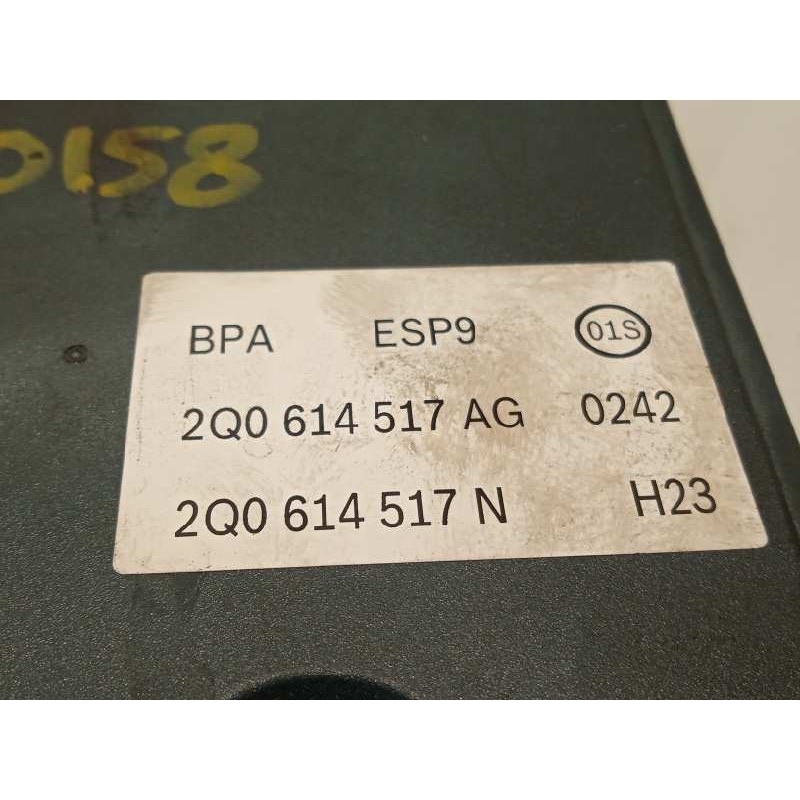 0158
BPA ESP9 01S
2Q0 614 517 AG 0242
2Q0 614 517 N H23